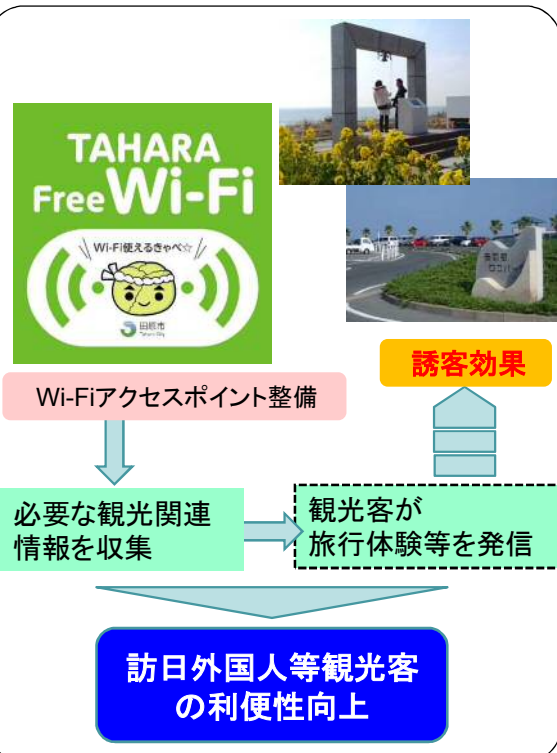 TAHARA
Free Wi-Fi
Wi-Fi使えるきゃべ☆
田原市
Tahara City
誘客効果
Wi-Fiアクセスポイント整備
必要な観光関連
情報を収集
観光客が
旅行体験等を発信
訪日外国人等観光客
の利便性向上